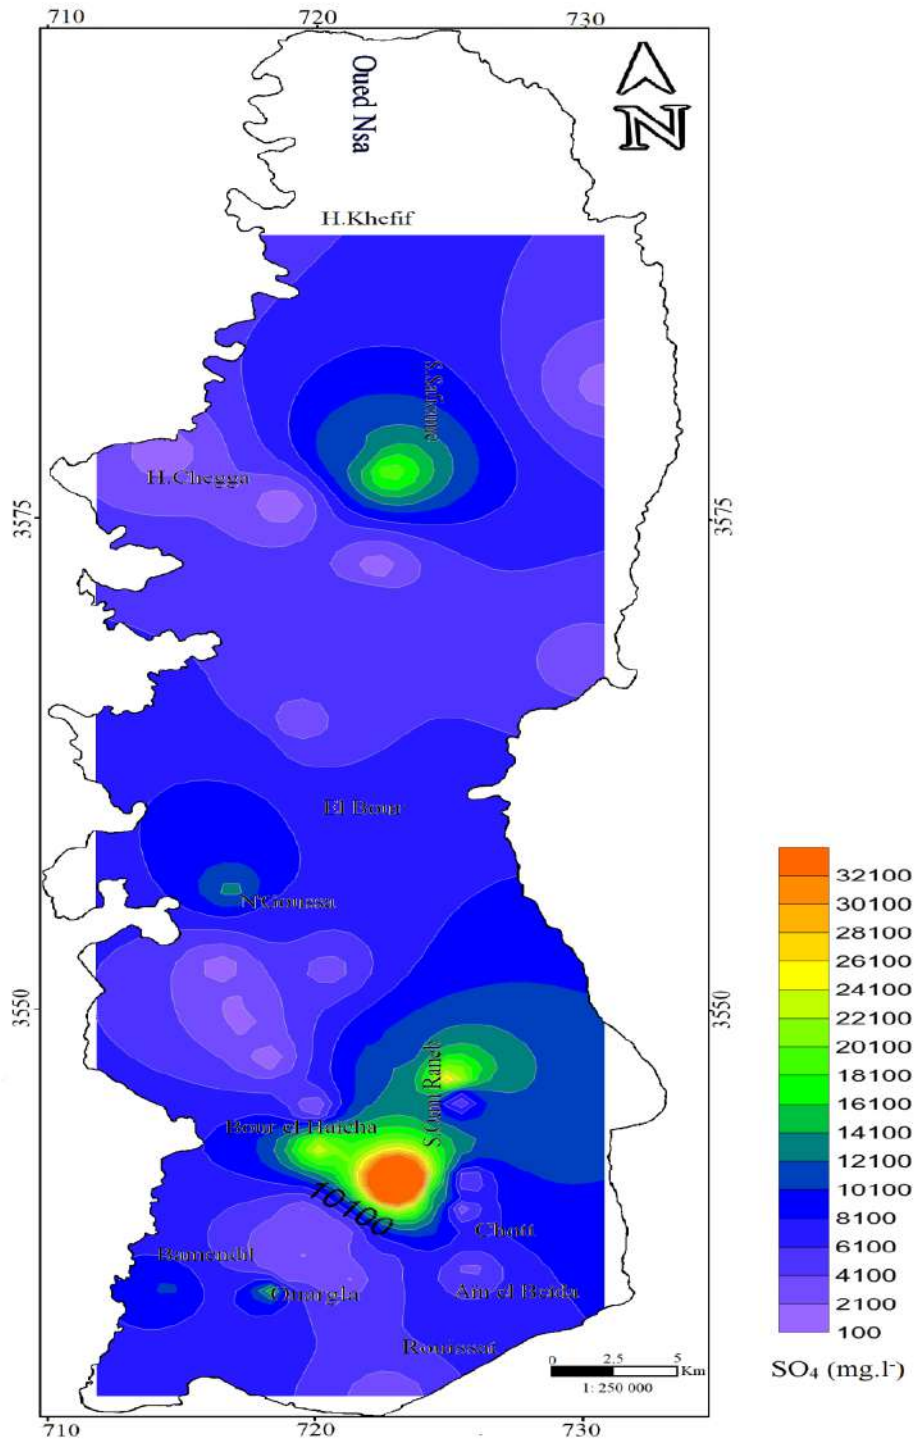 710
720
730
Oued Nsa
N
H.Khefif
S.Safioune
H.Chegga
3575
3575
El Bour
N'Goussa
32100
30100
28100
26100
24100
22100
20100
18100
16100
14100
12100
10100
8100
6100
4100
2100
100
SO₄ (mg.l⁻)
3550
3550
S.Oum Raneb
Bour el Haicha
10100
Chott
Bamendil
Ouargla
Ain el Beida
Rouissat
0 2.5 5
Km
1: 250 000
710
720
730